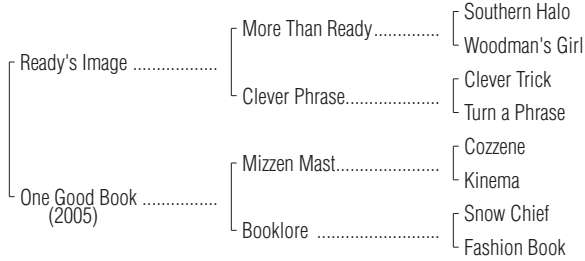 Southern Halo
More Than Ready..............
Woodman's Girl
Ready's Image ..................
Clever Trick
Clever Phrase....................
Turn a Phrase
Cozzene
Mizzen Mast......................
Kinema
One Good Book ................
(2005)
Snow Chief
Booklore ..........................
Fashion Book